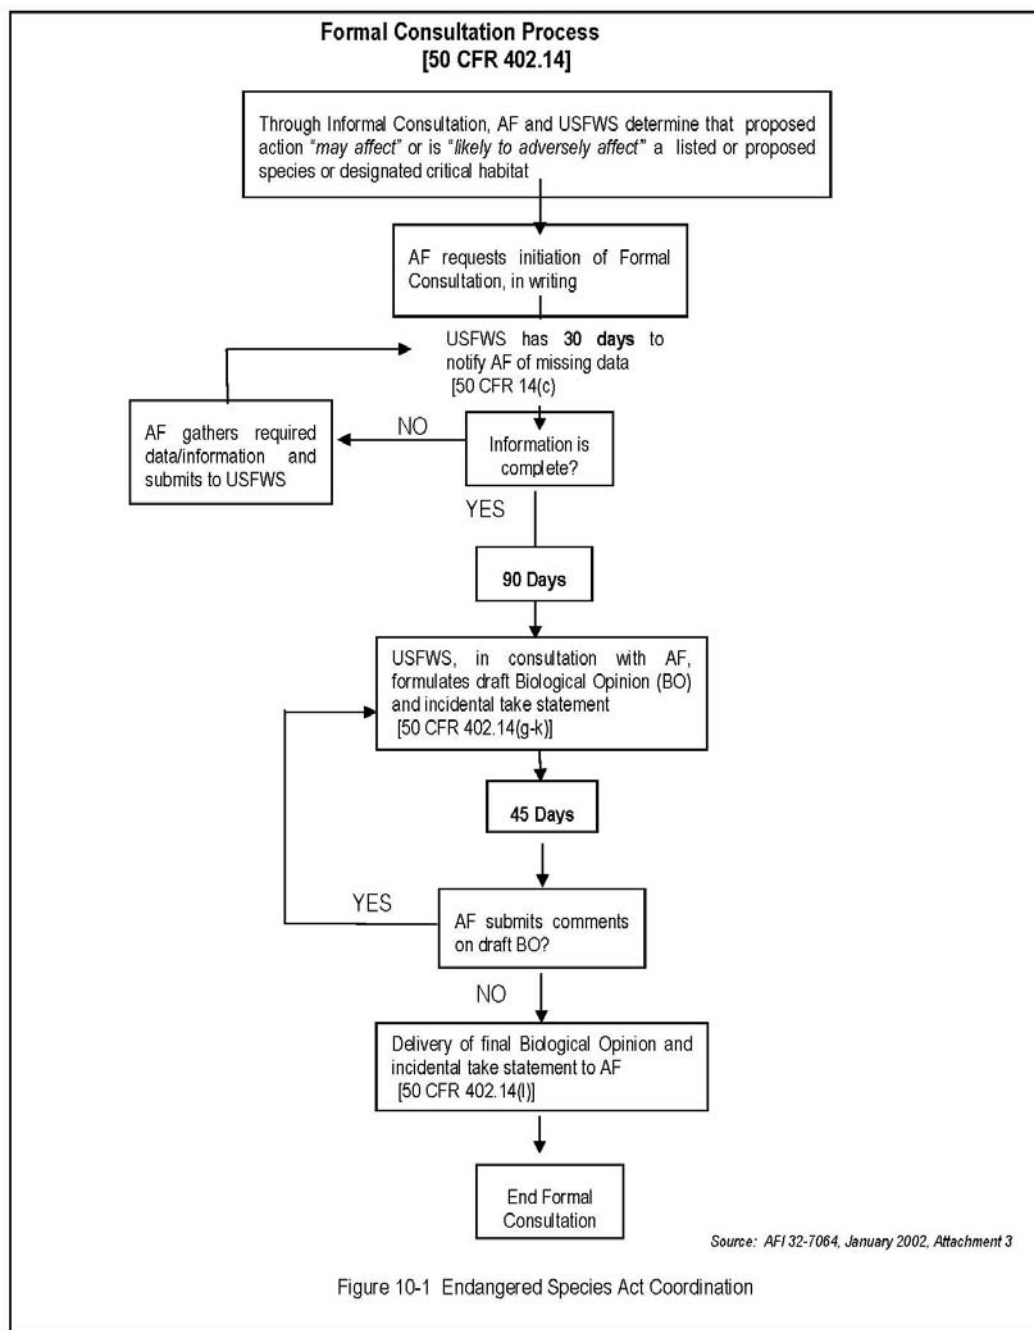 Formal Consultation Process
[50 CFR 402.14]
Through Informal Consultation, AF and USFWS determine that proposed
action "may affect" or is "likely to adversely affect"' a listed or proposed
species or designated critical habitat
AF requests initiation of Formal
Consultation, in writing
USFWS has 30 days to
notify AF of missing data
[50 CFR 14(c)
Information is
complete?
NO
AF gathers required
data/information and
submits to USFWS
YES
90 Days
USFWS, in consultation with AF,
formulates draft Biological Opinion (BO)
and incidental take statement
[50 CFR 402.14(g-k)]
45 Days
AF submits comments
on draft BO?
YES
NO
Delivery of final Biological Opinion and
incidental take statement to AF
[50 CFR 402.14(l)]
End Formal
Consultation
Source: AFI 32-7064, January 2002, Attachment 3
Figure 10-1 Endangered Species Act Coordination